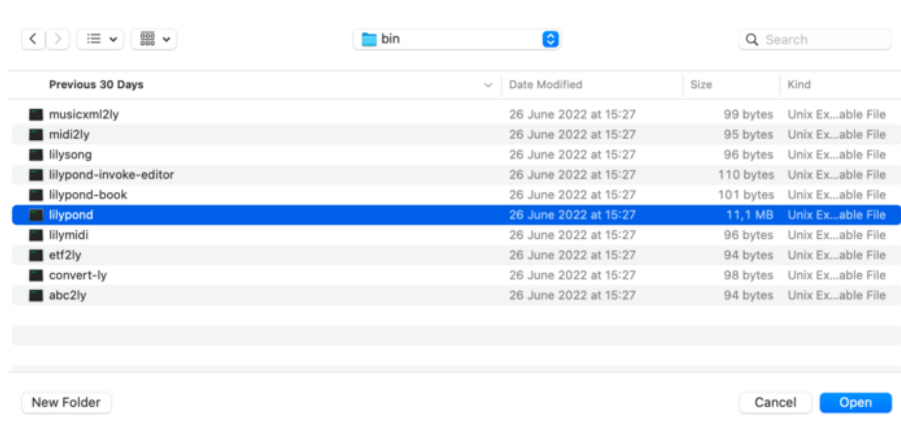 bin Search
Previous 30 Days Date Modified Size Kind
musicxml2ly 26 June 2022 at 15:27 99 bytes Unix Ex...able File
midi2ly 26 June 2022 at 15:27 95 bytes Unix Ex...able File
lilysong 26 June 2022 at 15:27 96 bytes Unix Ex...able File
lilypond-invoke-editor 26 June 2022 at 15:27 110 bytes Unix Ex...able File
lilypond-book 26 June 2022 at 15:27 101 bytes Unix Ex...able File
lilypond 26 June 2022 at 15:27 11,1 MB Unix Ex...able File
lilymidi 26 June 2022 at 15:27 96 bytes Unix Ex...able File
etf2ly 26 June 2022 at 15:27 94 bytes Unix Ex...able File
convert-ly 26 June 2022 at 15:27 98 bytes Unix Ex...able File
abc2ly 26 June 2022 at 15:27 94 bytes Unix Ex...able File
New Folder Cancel Open